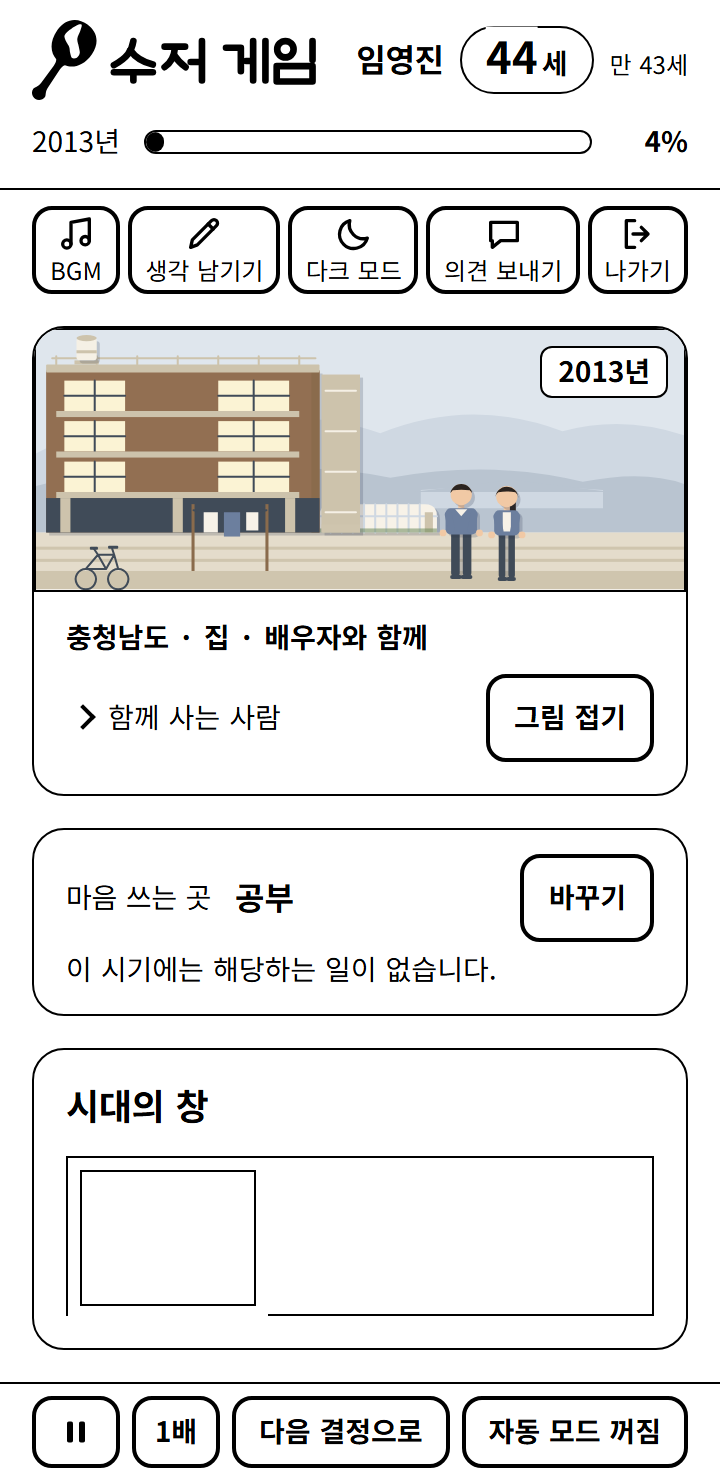 수저 게임
임영진 44세 만 43세
2013년 4%
BGM 생각 남기기 다크 모드 의견 보내기 나가기
2013년
충청남도 · 집 · 배우자와 함께
함께 사는 사람 그림 접기
마음 쓰는 곳 공부 바꾸기
이 시기에는 해당하는 일이 없습니다.
시대의 창
1배 다음 결정으로 자동 모드 꺼짐